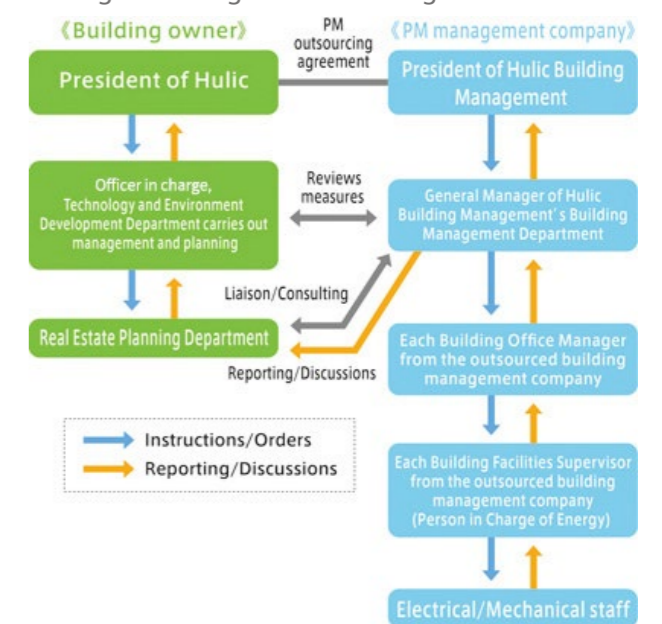 《Building owner》
PM
outsourcing
agreement
《PM management company》
President of Hulic
President of Hulic Building
Management
Officer in charge,
Technology and Environment
Development Department carries out
management and planning
Reviews
measures
General Manager of Hulic
Building Management's Building
Management Department
Liaison/Consulting
Real Estate Planning Department
Reporting/Discussions
Each Building Office Manager
from the outsourced building
management company
Instructions/Orders
Reporting/Discussions
Each Building Facilities Supervisor
from the outsourced building
management company
(Person in Charge of Energy)
Electrical/Mechanical staff